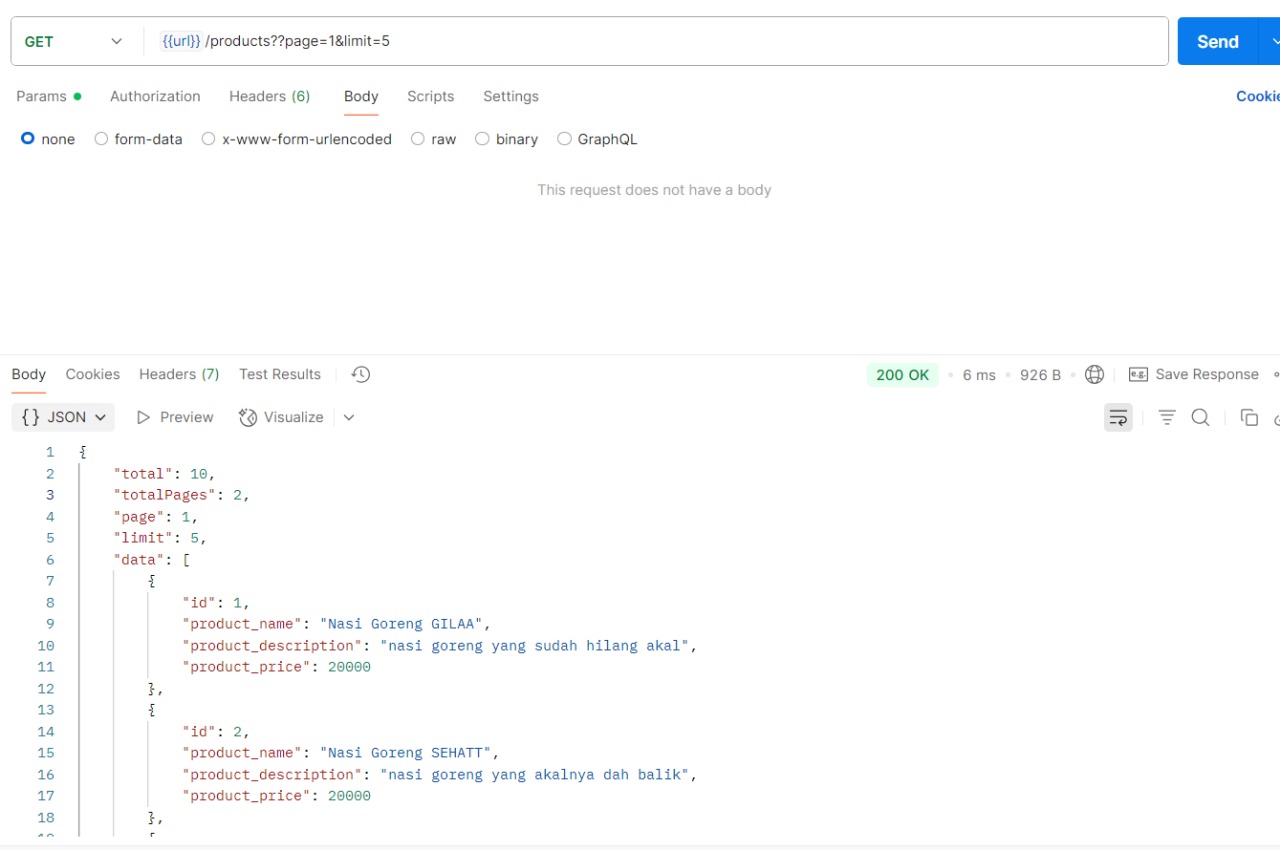 GET {{url}} /products??page=1&limit=5 Send
Params Authorization Headers (6) Body Scripts Settings Cookie
none form-data x-www-form-urlencoded raw binary GraphQL
This request does not have a body
Body Cookies Headers (7) Test Results 200 OK 6 ms 926 B e.g. Save Response
{} JSON Preview Visualize
1 {
2 "total": 10,
3 "totalPages": 2,
4 "page": 1,
5 "limit": 5,
6 "data": [
7 {
8 "id": 1,
9 "product_name": "Nasi Goreng GILAA",
10 "product_description": "nasi goreng yang sudah hilang akal",
11 "product_price": 20000
12 },
13 {
14 "id": 2,
15 "product_name": "Nasi Goreng SEHATT",
16 "product_description": "nasi goreng yang akalnya dah balik",
17 "product_price": 20000
18 },